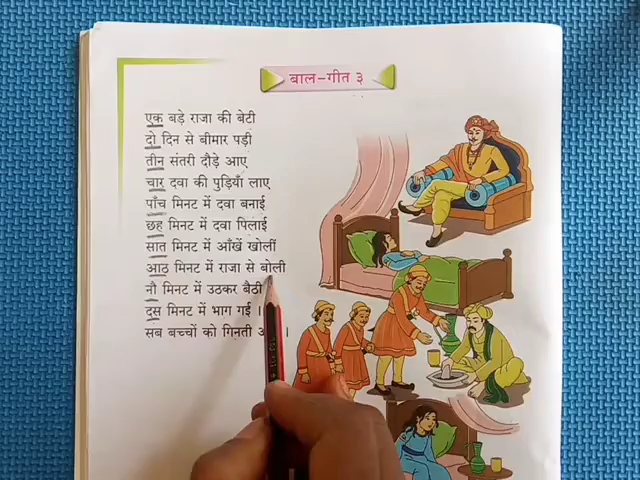 बाल-गीत ३
एक बड़े राजा की बेटी
दो दिन से बीमार पड़ी
तीन संतरी दौड़े आए
चार दवा की पुड़ियाँ लाए
पाँच मिनट में दवा बनाई
छह मिनट में दवा पिलाई
सात मिनट में आँखें खोलीं
आठ मिनट में राजा से बोली
नौ मिनट में उठकर बैठी
दस मिनट में भाग गई ।
सब बच्चों को गिनती